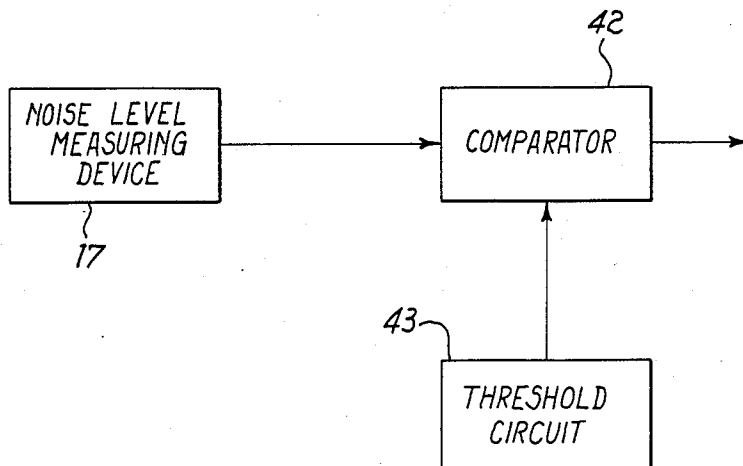 42
NOISE LEVEL
MEASURING
DEVICE
COMPARATOR
17
43
THRESHOLD
CIRCUIT